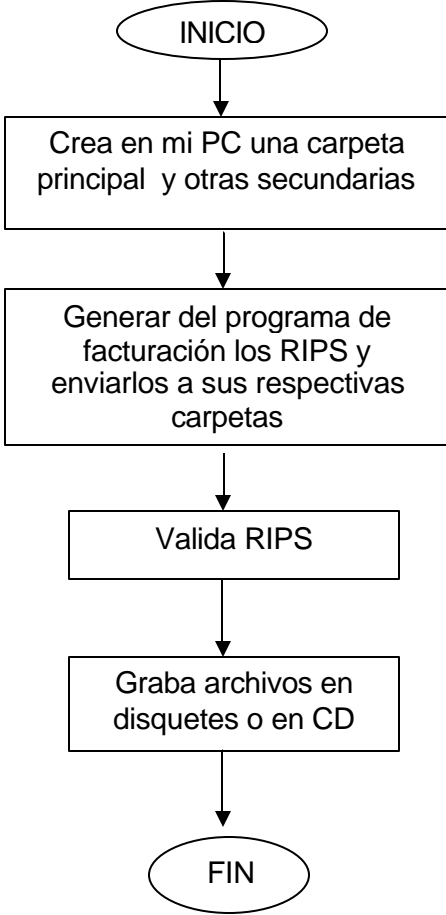 INICIO
Crea en mi PC una carpeta
principal y otras secundarias
Generar del programa de
facturación los RIPS y
enviarlos a sus respectivas
carpetas
Valida RIPS
Graba archivos en
disquetes o en CD
FIN